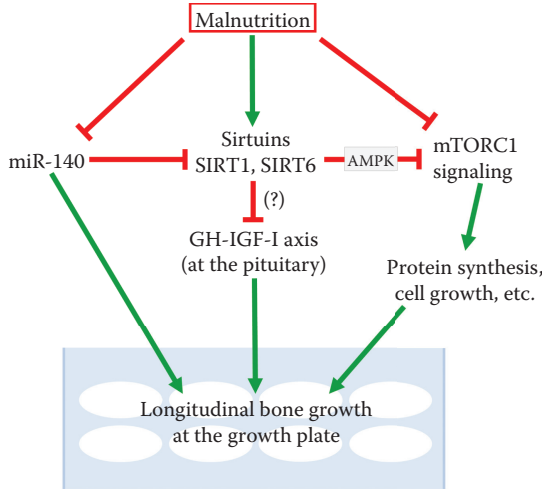 Malnutrition
miR-140
Sirtuins
SIRT1, SIRT6
AMPK
mTORC1
signaling
(?)
GH-IGF-I axis
(at the pituitary)
Protein synthesis,
cell growth, etc.
Longitudinal bone growth
at the growth plate